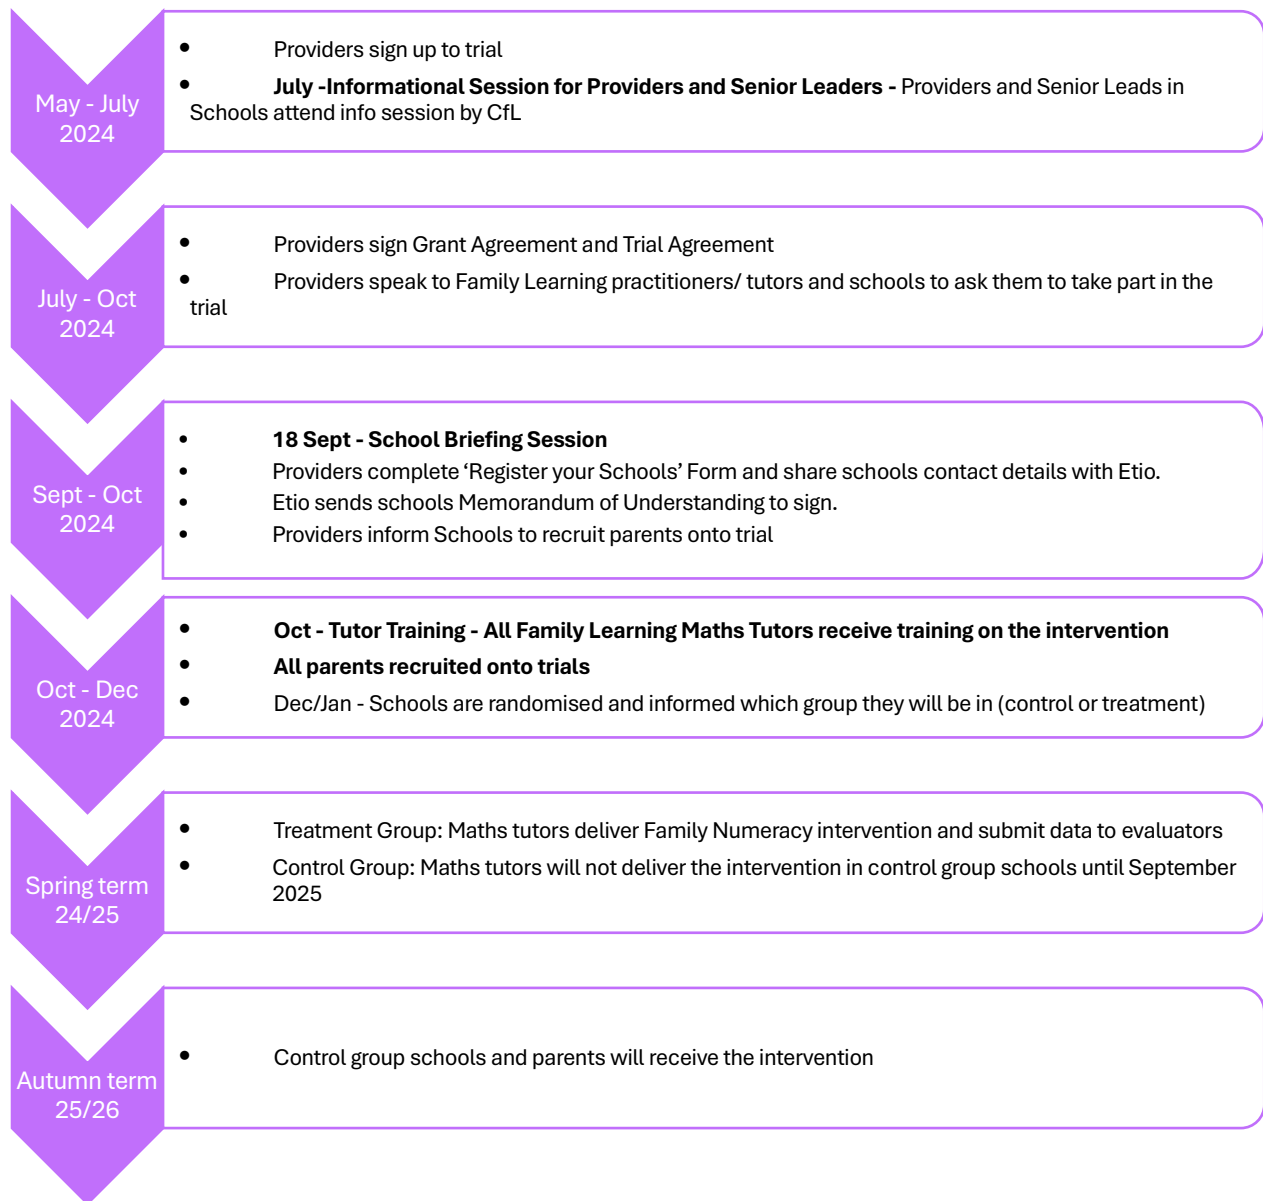 May - July
2024
• Providers sign up to trial
• July -Informational Session for Providers and Senior Leaders - Providers and Senior Leads in
Schools attend info session by CfL
July - Oct
2024
• Providers sign Grant Agreement and Trial Agreement
• Providers speak to Family Learning practitioners/ tutors and schools to ask them to take part in the
trial
Sept - Oct
2024
• 18 Sept - School Briefing Session
• Providers complete ‘Register your Schools’ Form and share schools contact details with Etio.
• Etio sends schools Memorandum of Understanding to sign.
• Providers inform Schools to recruit parents onto trial
Oct - Dec
2024
• Oct - Tutor Training - All Family Learning Maths Tutors receive training on the intervention
• All parents recruited onto trials
• Dec/Jan - Schools are randomised and informed which group they will be in (control or treatment)
Spring term
24/25
• Treatment Group: Maths tutors deliver Family Numeracy intervention and submit data to evaluators
• Control Group: Maths tutors will not deliver the intervention in control group schools until September
2025
Autumn term
25/26
• Control group schools and parents will receive the intervention